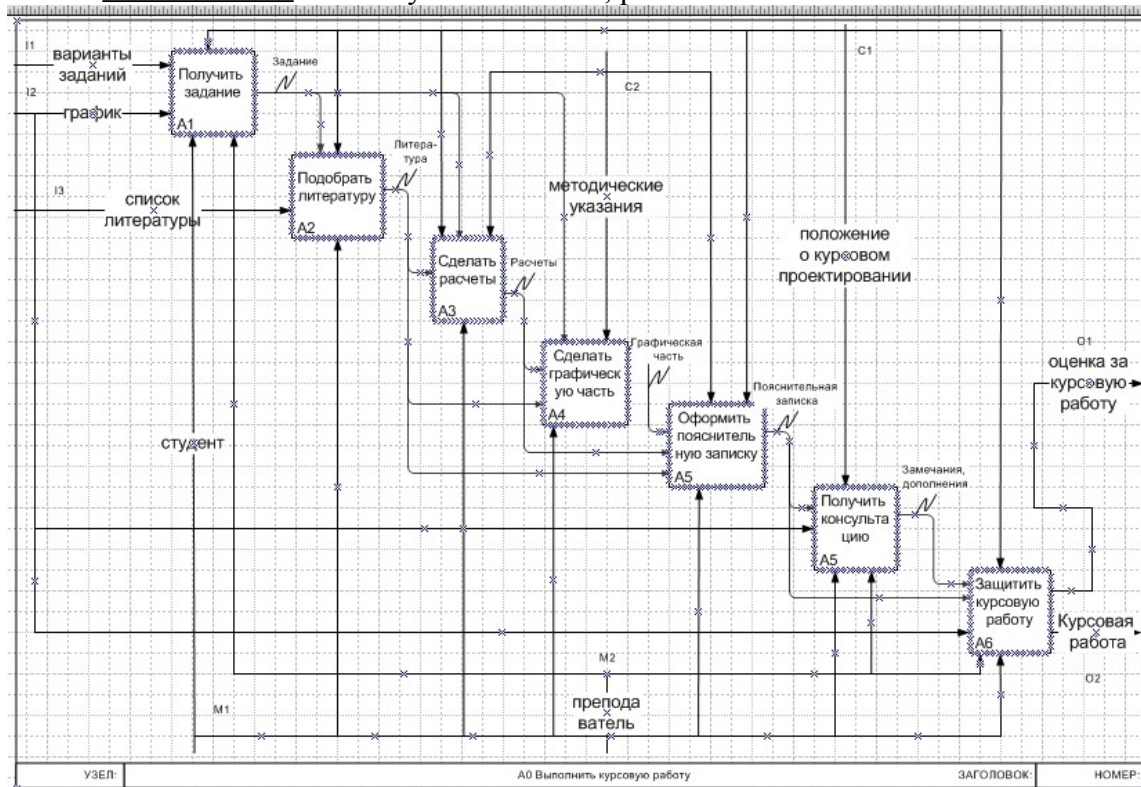 I1
варианты
заданий
I2
график
Получить
задание
A1
Задание
C1
C2
I3
список
литературы
Подобрать
литературу
A2
Литера-
тура
методические
указания
Сделать
расчеты
A3
Расчеты
положение
о курсовом
проектировании
Сделать
графическ
ую часть
A4
Графическая
часть
Пояснительная
записка
O1
оценка за
курсовую
работу
студент
Оформить
пояснитель
ную записку
A5
Замечания,
дополнения
Получить
консульта
цию
A5
Защитить
курсовую
работу
A6
Курсовая
работа
O2
M2
M1
препода
ватель
УЗЕЛ:
A0 Выполнить курсовую работу
ЗАГОЛОВОК:
НОМЕР: